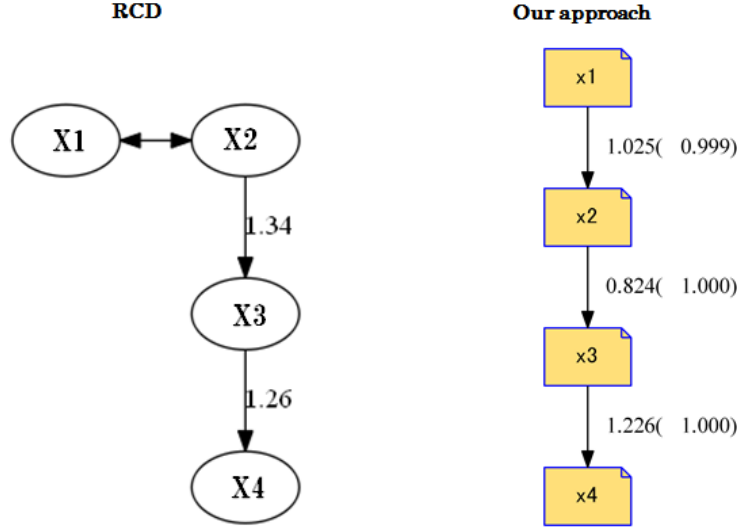 RCD
X1
X2
1.34
X3
1.26
X4
Our approach
x1
1.025( 0.999)
x2
0.824( 1.000)
x3
1.226( 1.000)
x4